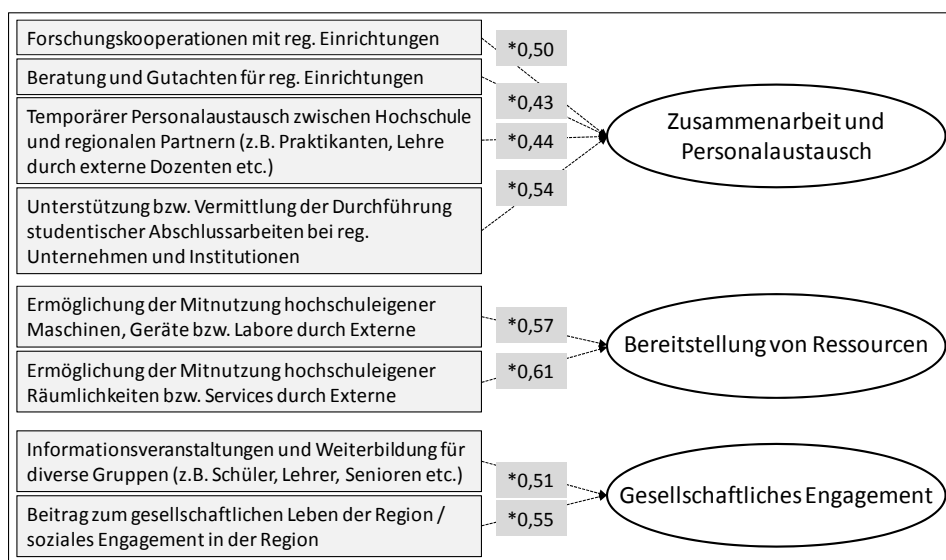 Forschungskooperationen mit reg. Einrichtungen
*0,50
Beratung und Gutachten für reg. Einrichtungen
*0,43
Temporärer Personalaustausch zwischen Hochschule
und regionalen Partnern (z.B. Praktikanten, Lehre
durch externe Dozenten etc.)
*0,44
Unterstützung bzw. Vermittlung der Durchführung
studentischer Abschlussarbeiten bei reg.
Unternehmen und Institutionen
*0,54
Zusammenarbeit und
Personalaustausch
Ermöglichung der Mitnutzung hochschuleigener
Maschinen, Geräte bzw. Labore durch Externe
*0,57
Ermöglichung der Mitnutzung hochschuleigener
Räumlichkeiten bzw. Services durch Externe
*0,61
Bereitstellung von Ressourcen
Informationsveranstaltungen und Weiterbildung für
diverse Gruppen (z.B. Schüler, Lehrer, Senioren etc.)
*0,51
Beitrag zum gesellschaftlichen Leben der Region /
soziales Engagement in der Region
*0,55
Gesellschaftliches Engagement